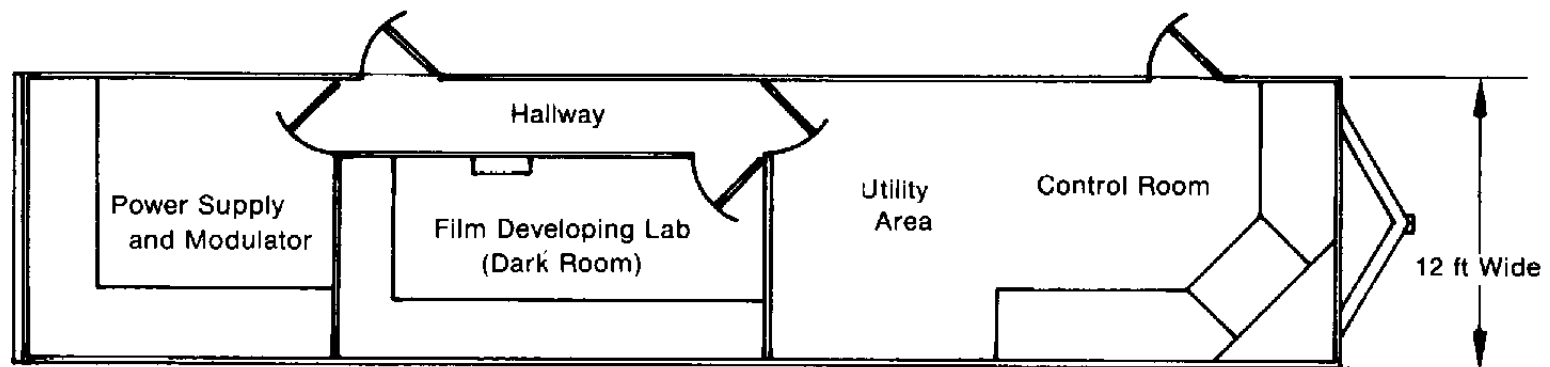 Hallway
Power Supply
and Modulator
Film Developing Lab
(Dark Room)
Utility
Area
Control Room
12 ft Wide